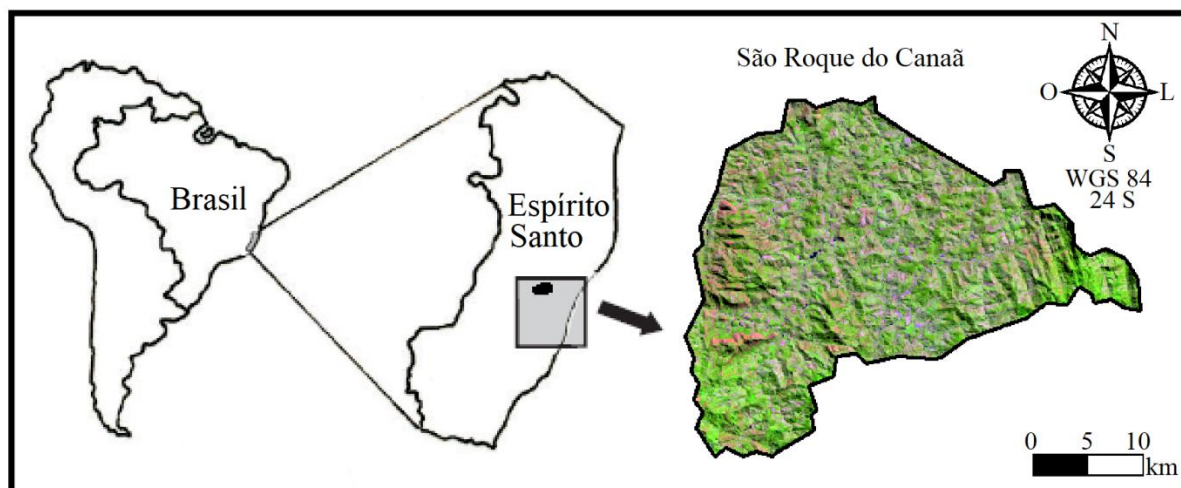 São Roque do Canaã
N
O
L
S
WGS 84
24 S
Brasil
Espírito
Santo
0 5 10
km